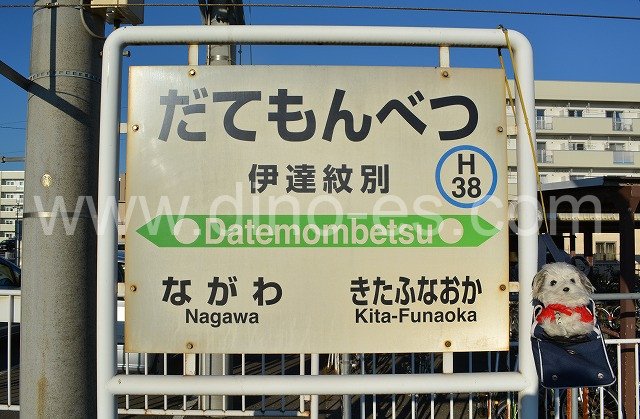 だてもんべつ
伊達紋別
H
38
www.dino-es.com
Datemombetsu
ながわ
Nagawa
きたふなおか
Kita-Funaoka